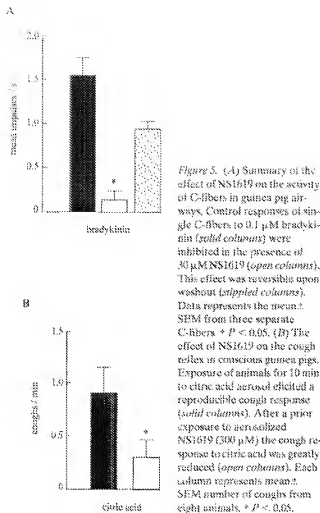 A
2.0
1.5
1.0
0.5
0
mean impulses / s
*
bradykinin
B
1.5
1.0
0.5
0
coughs / min
*
citric acid
Figure 5. (A) Summary of the
effect of NS1619 on the activity
of C-fibers in guinea pig air-
ways. Control responses of sin-
gle C-fibers to 0.1 μM bradyki-
nin (solid columns) were
inhibited in the presence of
30 μM NS1619 (open columns).
This effect was reversible upon
washout (stippled columns).
Data represents the mean ±
SEM from three separate
C-fibers * P < 0.05. (B) The
effect of NS1619 on the cough
reflex in conscious guinea pigs.
Exposure of animals for 10 min
to citric acid aerosol elicited a
reproducible cough response
(solid columns). After a prior
exposure to aerosolized
NS1619 (300 μM) the cough re-
sponse to citric acid was greatly
reduced (open columns). Each
column represents mean ±
SEM number of coughs from
eight animals. * P < 0.05.